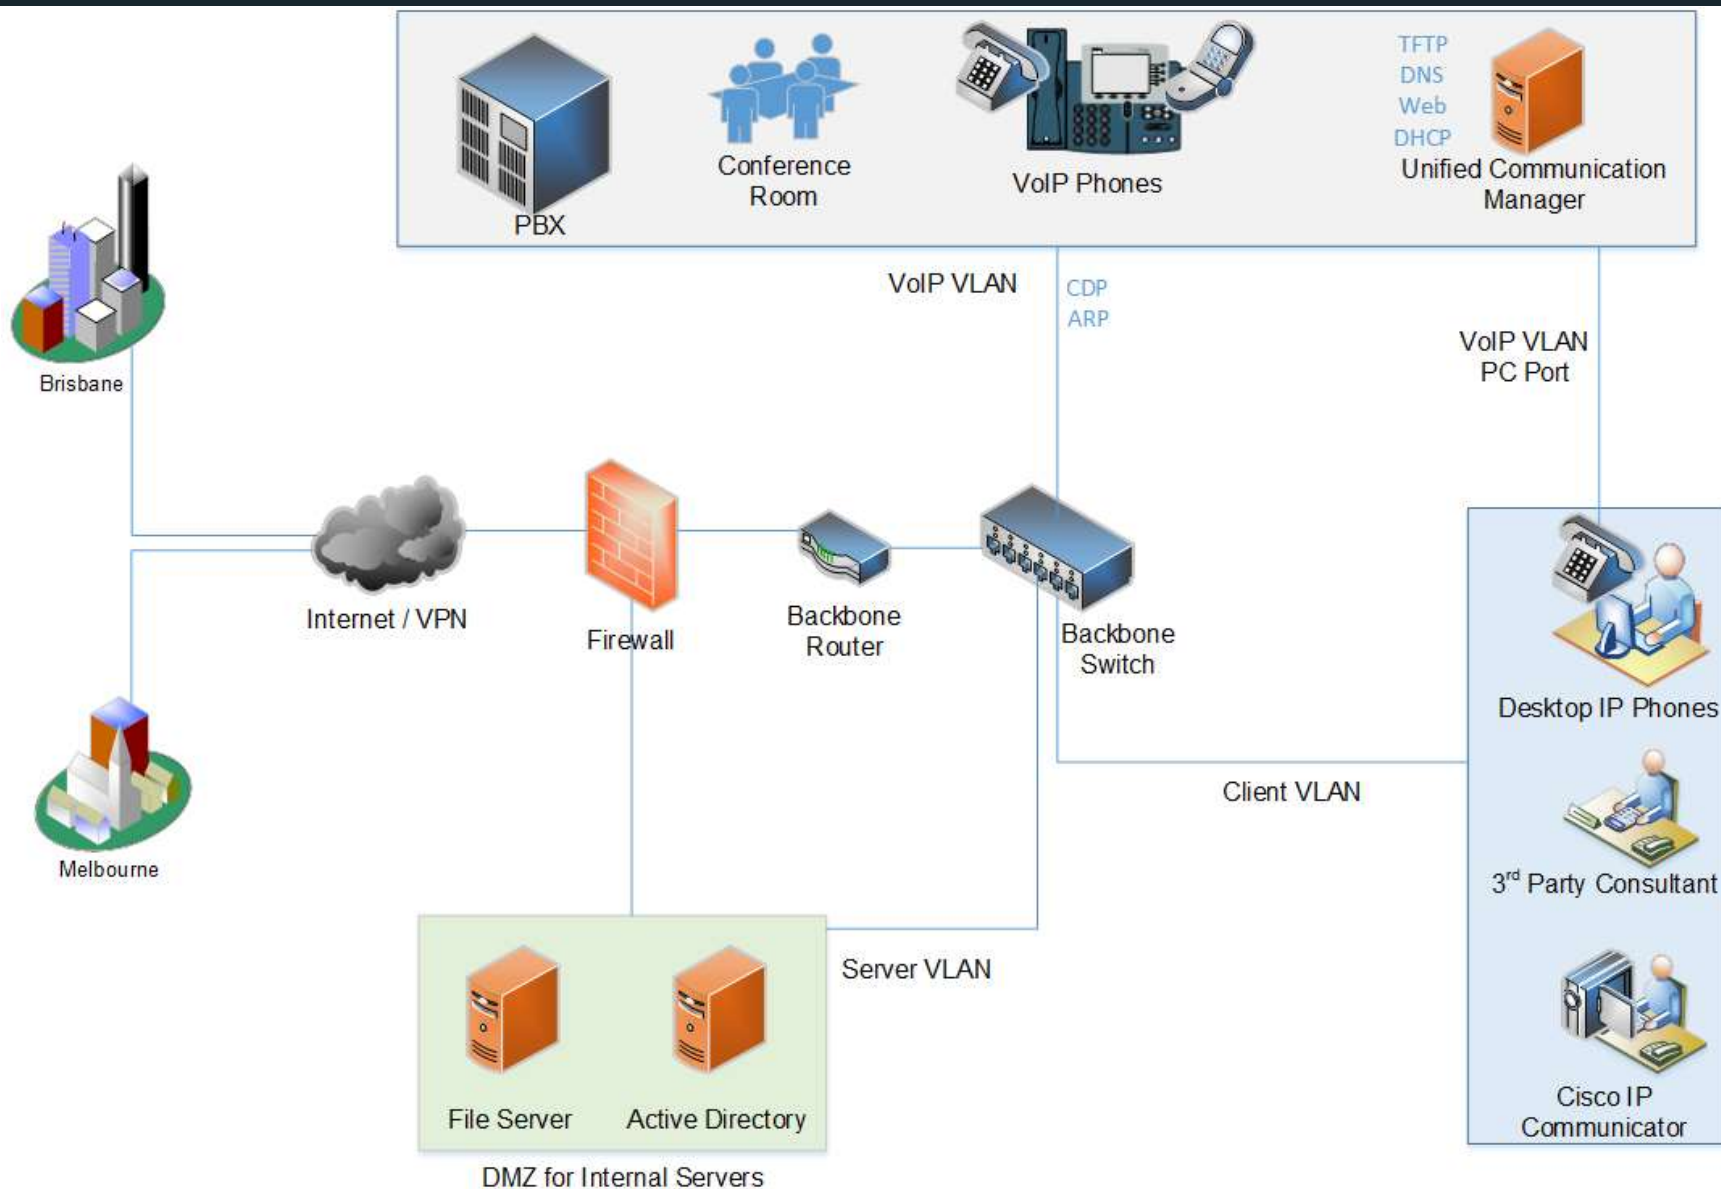 TFTP
DNS
Web
DHCP
PBX
Conference
Room
VoIP Phones
Unified Communication
Manager
VoIP VLAN
CDP
ARP
VoIP VLAN
PC Port
Brisbane
Internet / VPN
Firewall
Backbone
Router
Backbone
Switch
Desktop IP Phones
Client VLAN
Melbourne
3rd Party Consultant
Server VLAN
File Server
Active Directory
Cisco IP
Communicator
DMZ for Internal Servers